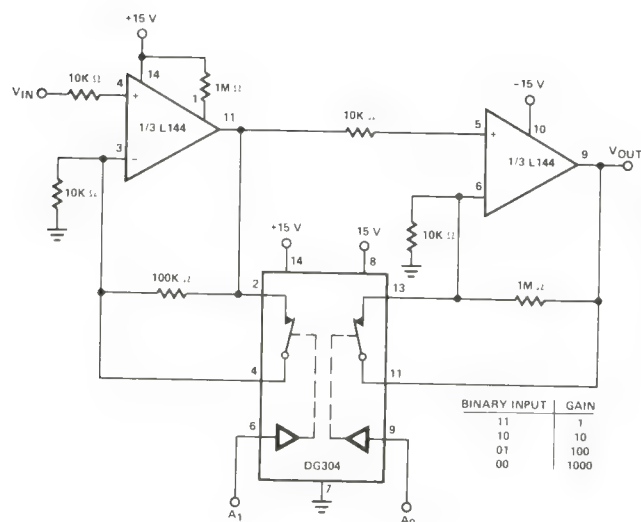 +15 V
-15 V
10K Ω
14
1M Ω
VIN
4
1
+
11
10K Ω
5
+
10
1/3 L144
9
VOUT
3
−
1/3 L144
6
−
10K Ω
10K Ω
+15 V
15 V
14
8
100K Ω
2
13
1M Ω
4
11
BINARY INPUT GAIN
11 1
10 10
01 100
00 1000
6
9
DG304
7
A1